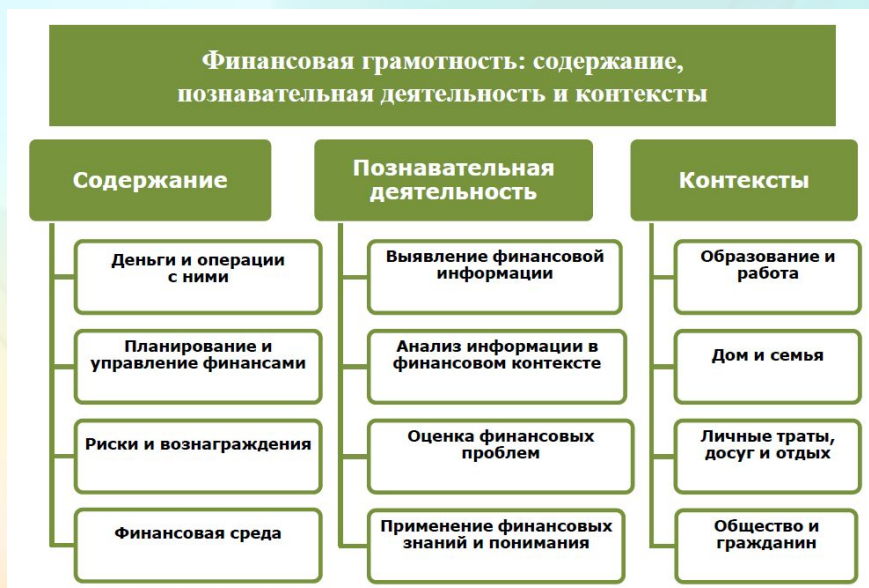 Финансовая грамотность: содержание,
познавательная деятельность и контексты
Содержание
Деньги и операции
с ними
Планирование и
управление финансами
Риски и вознаграждения
Финансовая среда
Познавательная
деятельность
Выявление финансовой
информации
Анализ информации в
финансовом контексте
Оценка финансовых
проблем
Применение финансовых
знаний и понимания
Контексты
Образование и
работа
Дом и семья
Личные траты,
досуг и отдых
Общество и
гражданин